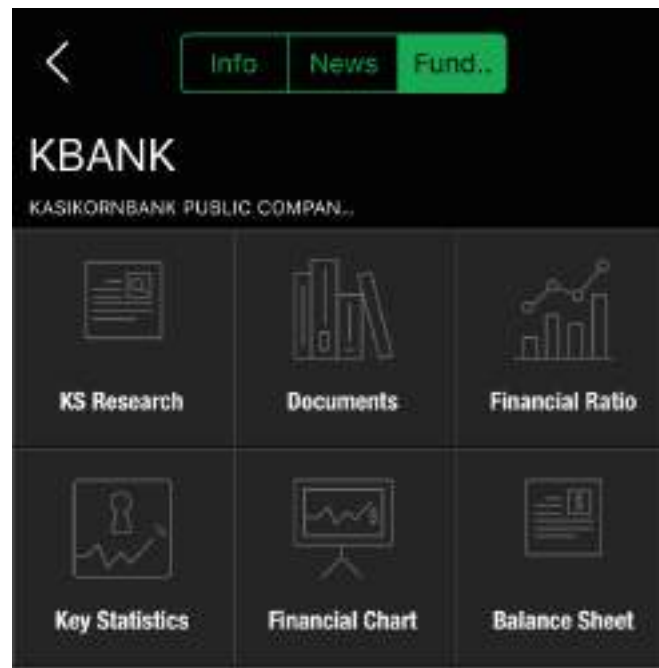 Info News Fund..
KBANK
KASIKORNBANK PUBLIC COMPAN...
KS Research Documents Financial Ratio
Key Statistics Financial Chart Balance Sheet